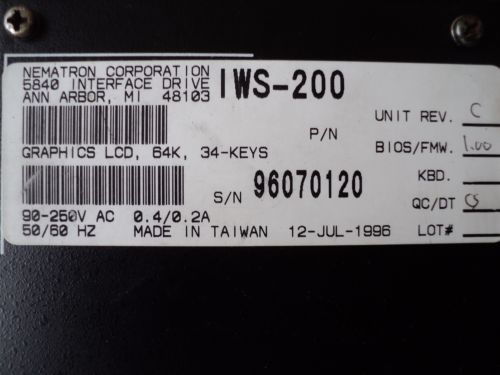 NEMATRON CORPORATION
5840 INTERFACE DRIVE
ANN ARBOR, MI 48103
IWS-200
P/N
GRAPHICS LCD, 64K, 34-KEYS
S/N 96070120
90-250V AC 0.4/0.2A
50/60 HZ MADE IN TAIWAN 12-JUL-1996
UNIT REV. C
BIOS/FMW. 1.00
KBD.
QC/DT
LOT#